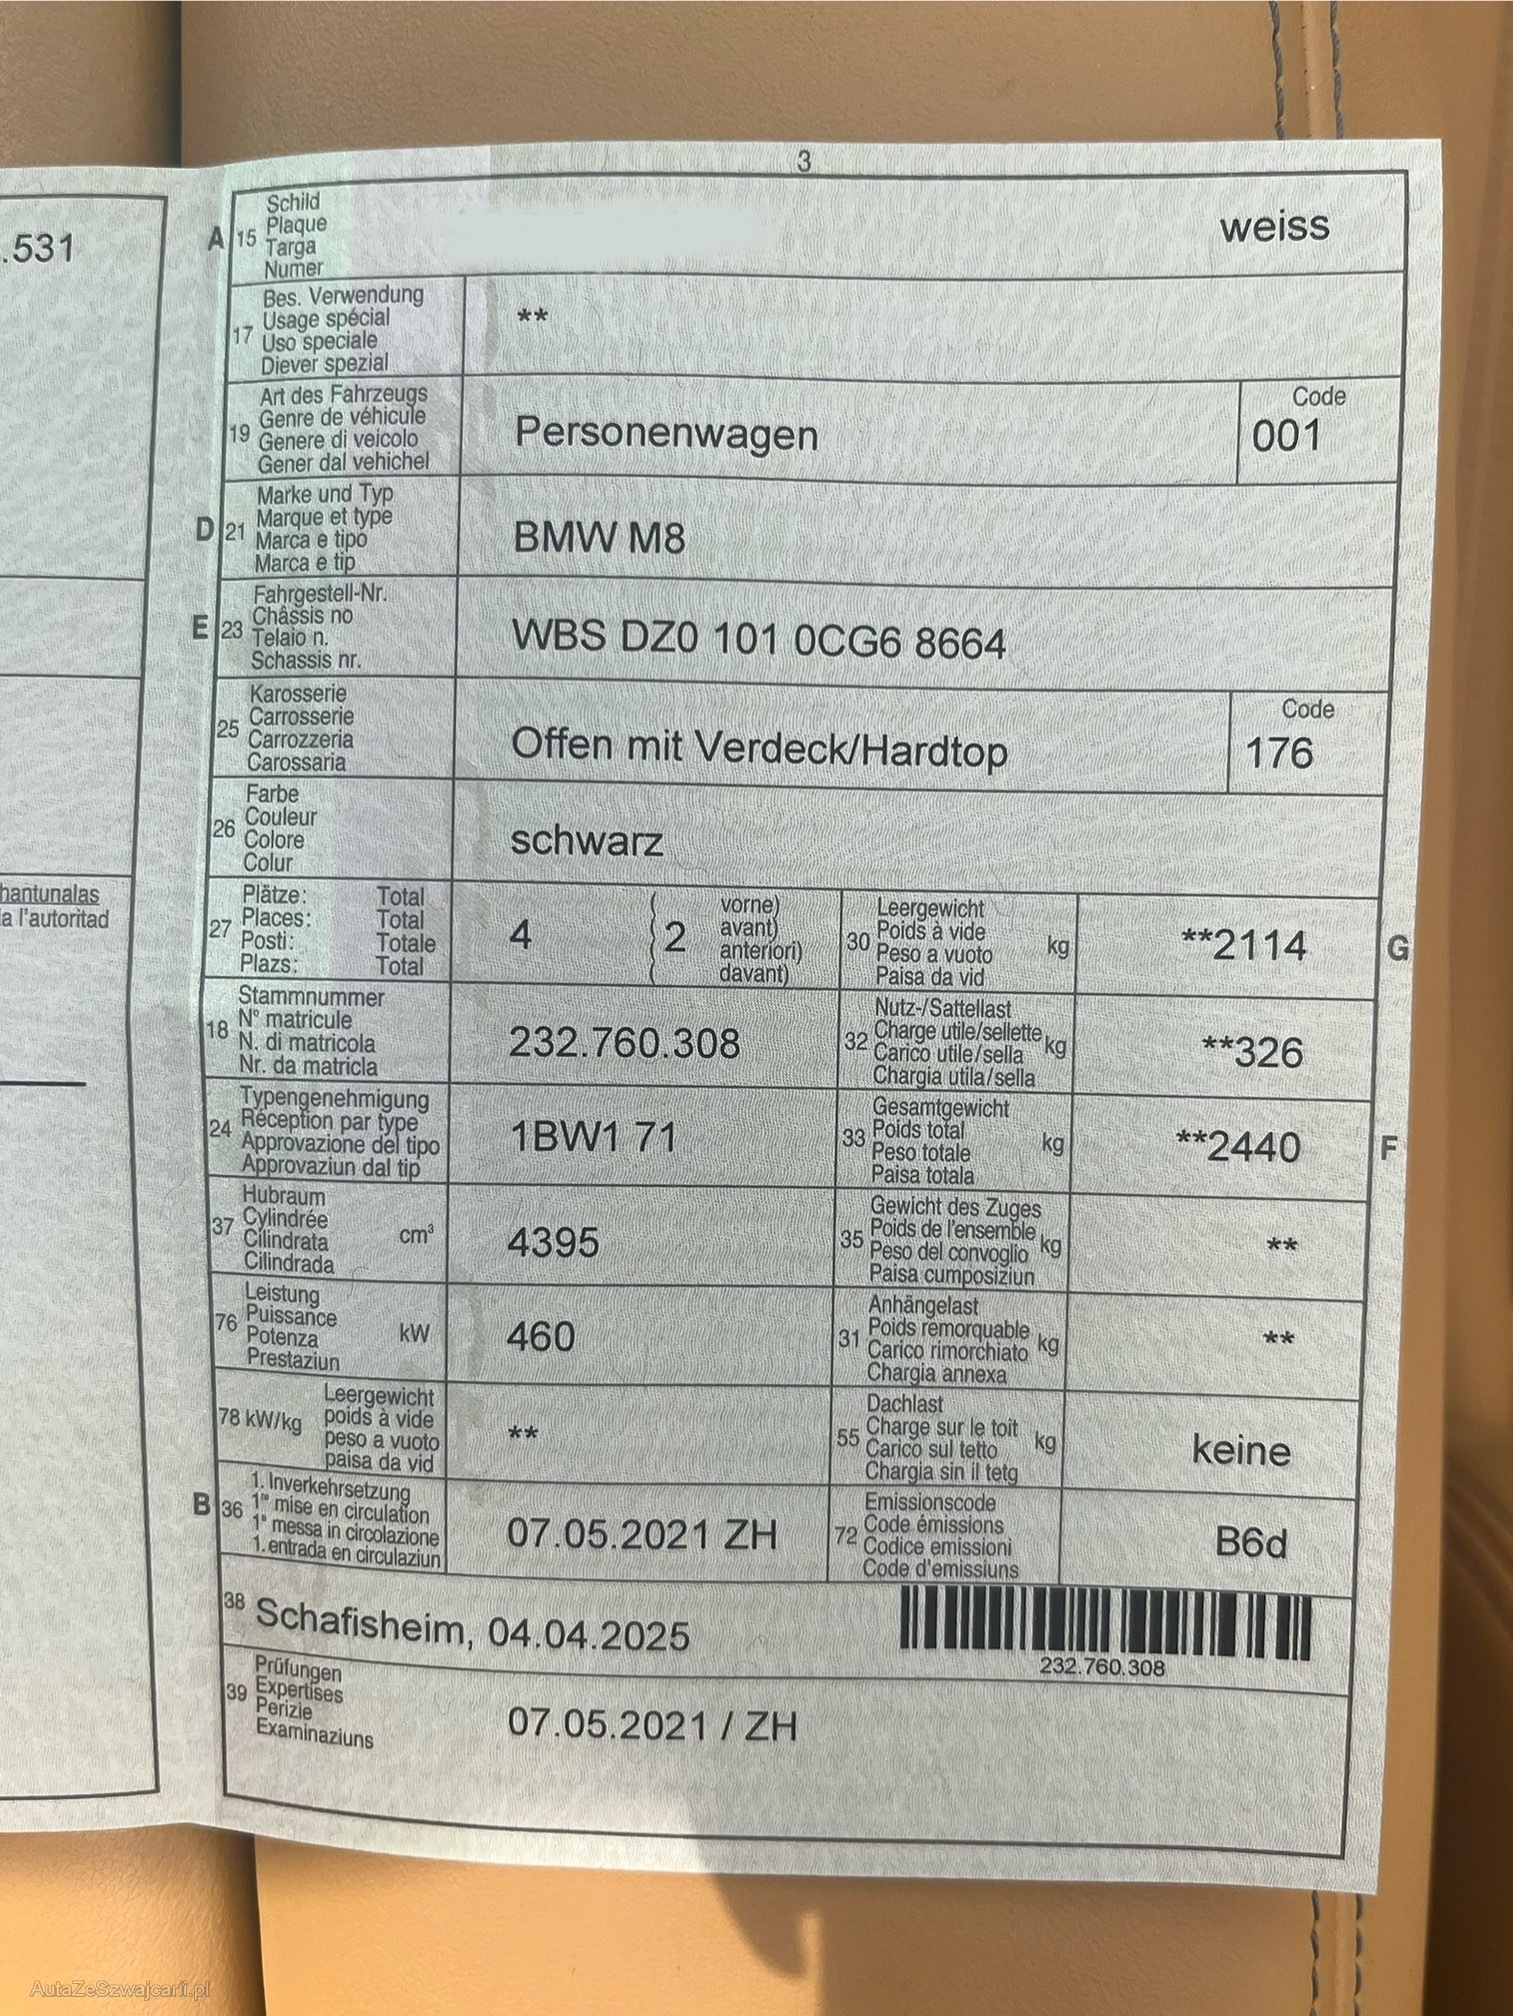 3
.531
hantunalas
a l'autoritad
A 15 Schild
Plaque
Targa
Numer
weiss
17 Bes. Verwendung
Usage spécial
Uso speciale
Diever spezial
**
19 Art des Fahrzeugs
Genre de véhicule
Genere di veicolo
Gener dal vehichel
Personenwagen
Code
001
D 21 Marke und Typ
Marque et type
Marca e tipo
Marca e tip
BMW M8
E 23 Fahrgestell-Nr.
Châssis no
Telaio n.
Schassis nr.
WBS DZ0 101 0CG6 8664
25 Karosserie
Carrosserie
Carrozzeria
Carossaria
Offen mit Verdeck/Hardtop
Code
176
26 Farbe
Couleur
Colore
Colur
schwarz
27 Plätze: Total
Places: Total
Posti: Totale
Plazs: Total
4 ( 2 vorne)
avant)
anteriori)
( davant)
30 Leergewicht
Poids à vide
Peso a vuoto
Paisa da vid
kg
**2114
G
18 Stammnummer
N° matricule
N. di matricola
Nr. da matricla
232.760.308
32 Nutz-/Sattellast
Charge utile/sellette
Carico utile/sella
Chargia utila/sella
kg
**326
24 Typengenehmigung
Réception par type
Approvazione del tipo
Approvaziun dal tip
1BW1 71
33 Gesamtgewicht
Poids total
Peso totale
Paisa totala
kg
**2440
F
37 Hubraum
Cylindrée
Cilindrata
Cilindrada
cm³
4395
35 Gewicht des Zuges
Poids de l'ensemble
Peso del convoglio
Paisa cumposiziun
kg
**
76 Leistung
Puissance
Potenza
Prestaziun
kW
460
31 Anhängelast
Poids remorquable
Carico rimorchiato
Chargia annexa
kg
**
78 kW/kg Leergewicht
poids à vide
peso a vuoto
paisa da vid
**
55 Dachlast
Charge sur le toit
Carico sul tetto
Chargia sin il tetg
kg
keine
B 36 1. Inverkehrsetzung
1re mise en circulation
1a messa in circolazione
1. entrada en circulaziun
07.05.2021 ZH
72 Emissionscode
Code émissions
Codice emissioni
Code d'emissiuns
B6d
38 Schafisheim, 04.04.2025
232.760.308
39 Prüfungen
Expertises
Perizie
Examinaziuns
07.05.2021 / ZH
AutaZeSzwajcarii.pl